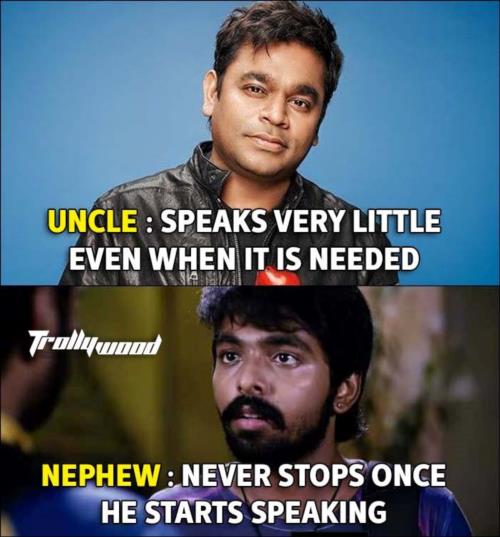 UNCLE : SPEAKS VERY LITTLE
EVEN WHEN IT IS NEEDED
Trollywood
NEPHEW : NEVER STOPS ONCE
HE STARTS SPEAKING